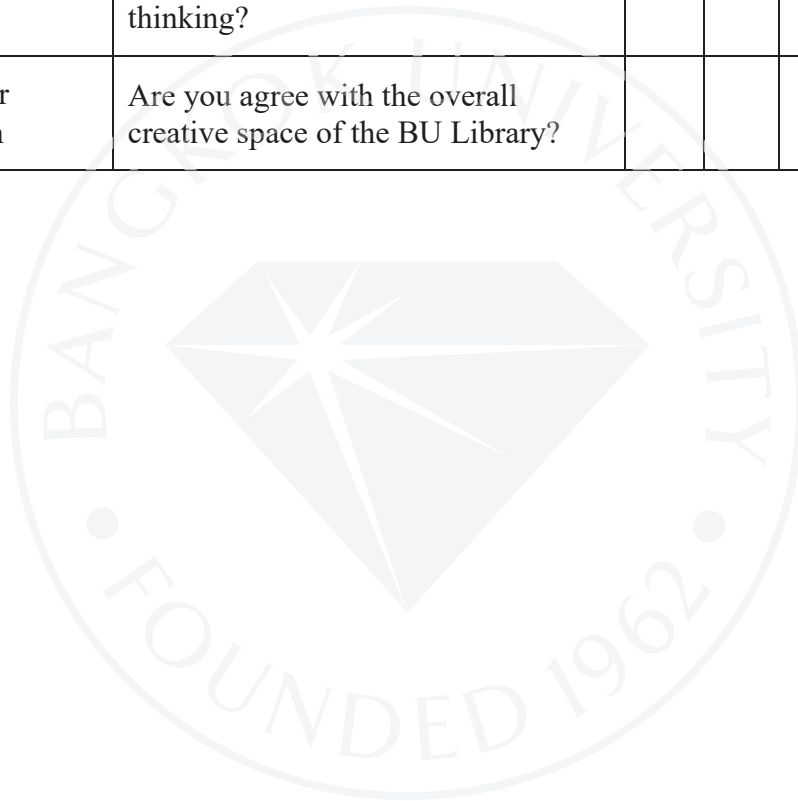 thinking?
r
Are you agree with the overall
n
creative space of the BU Library?
BANGKOK UNIVERSITY
FOUNDED 1962